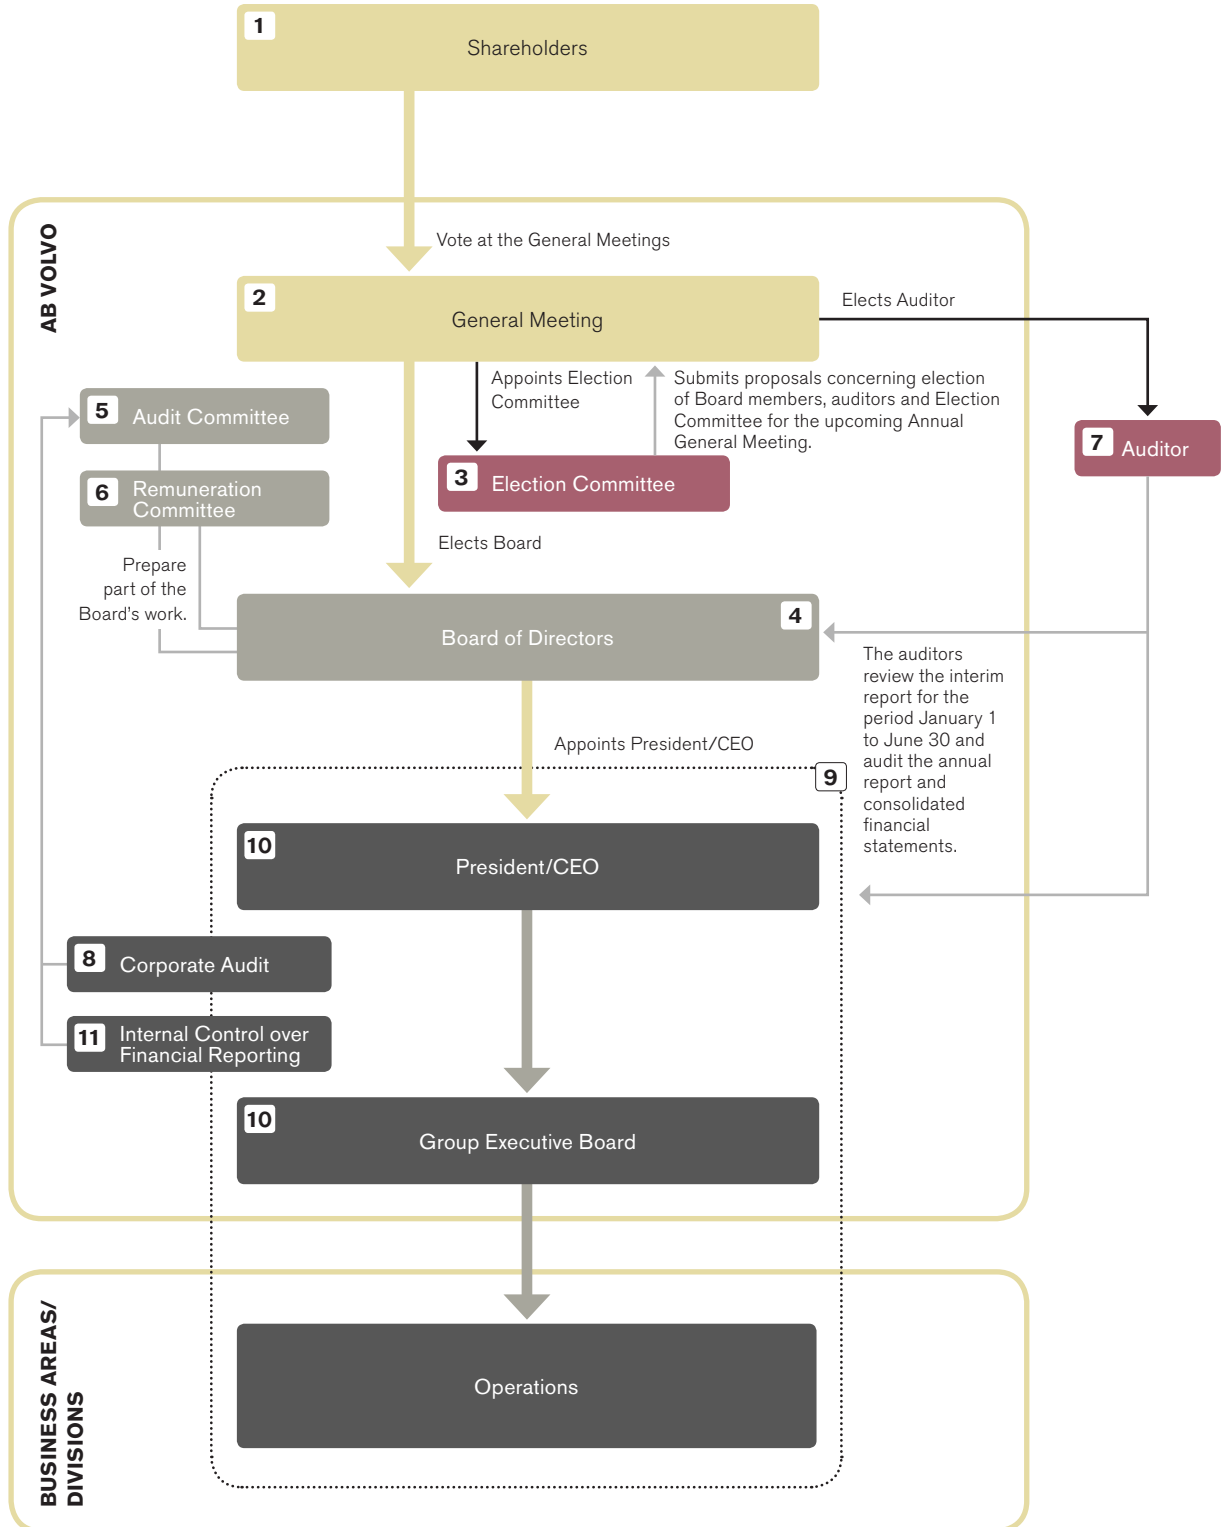 1
Shareholders
AB VOLVO
Vote at the General Meetings
2
General Meeting
Elects Auditor
Appoints Election
Committee
Submits proposals concerning election
of Board members, auditors and Election
Committee for the upcoming Annual
General Meeting.
5
Audit Committee
7
Auditor
3
Election Committee
6
Remuneration
Committee
Elects Board
Prepare
part of the
Board's work.
4
Board of Directors
The auditors
review the interim
report for the
period January 1
to June 30 and
audit the annual
report and
consolidated
financial
statements.
Appoints President/CEO
9
10
President/CEO
8
Corporate Audit
11
Internal Control over
Financial Reporting
10
Group Executive Board
BUSINESS AREAS/
DIVISIONS
Operations